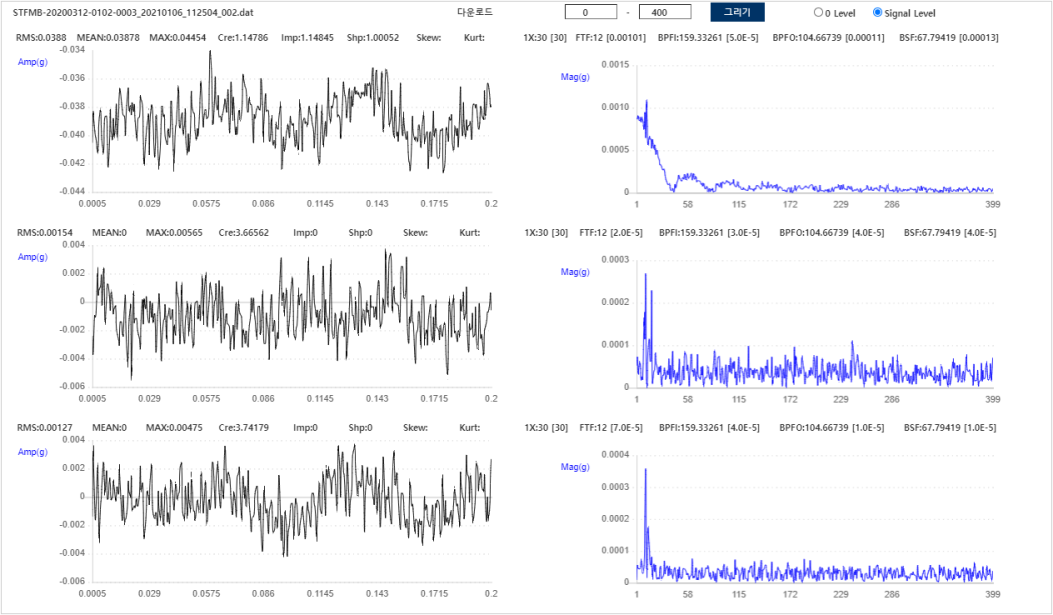 STFMB-20200312-0102-0003_20210106_112504_002.dat 다운로드 0 - 400 그리기 0 Level Signal Level
RMS:0.0388 MEAN:0.03878 MAX:0.04454 Cre:1.14786 Imp:1.14845 Shp:1.00052 Skew: Kurt: 1X:30 [30] FTF:12 [0.00101] BPFI:159.33261 [5.0E-5] BPFO:104.66739 [0.00011] BSF:67.79419 [0.00013]
Amp(g)
-0.034
-0.036
-0.038
-0.040
-0.042
-0.044
0.0005 0.029 0.0575 0.086 0.1145 0.143 0.1715 0.2
Mag(g)
0.0015
0.0010
0.0005
0
1 58 115 172 229 286 399
RMS:0.00154 MEAN:0 MAX:0.00565 Cre:3.66562 Imp:0 Shp:0 Skew: Kurt: 1X:30 [30] FTF:12 [2.0E-5] BPFI:159.33261 [3.0E-5] BPFO:104.66739 [4.0E-5] BSF:67.79419 [4.0E-5]
Amp(g)
0.004
0.002
0
-0.002
-0.004
-0.006
0.0005 0.029 0.0575 0.086 0.1145 0.143 0.1715 0.2
Mag(g)
0.0003
0.0002
0.0001
0
1 58 115 172 229 286 399
RMS:0.00127 MEAN:0 MAX:0.00475 Cre:3.74179 Imp:0 Shp:0 Skew: Kurt: 1X:30 [30] FTF:12 [7.0E-5] BPFI:159.33261 [4.0E-5] BPFO:104.66739 [1.0E-5] BSF:67.79419 [1.0E-5]
Amp(g)
0.004
0.002
0
-0.002
-0.004
-0.006
0.0005 0.029 0.0575 0.086 0.1145 0.143 0.1715 0.2
Mag(g)
0.0004
0.0003
0.0002
0.0001
0
1 58 115 172 229 286 399